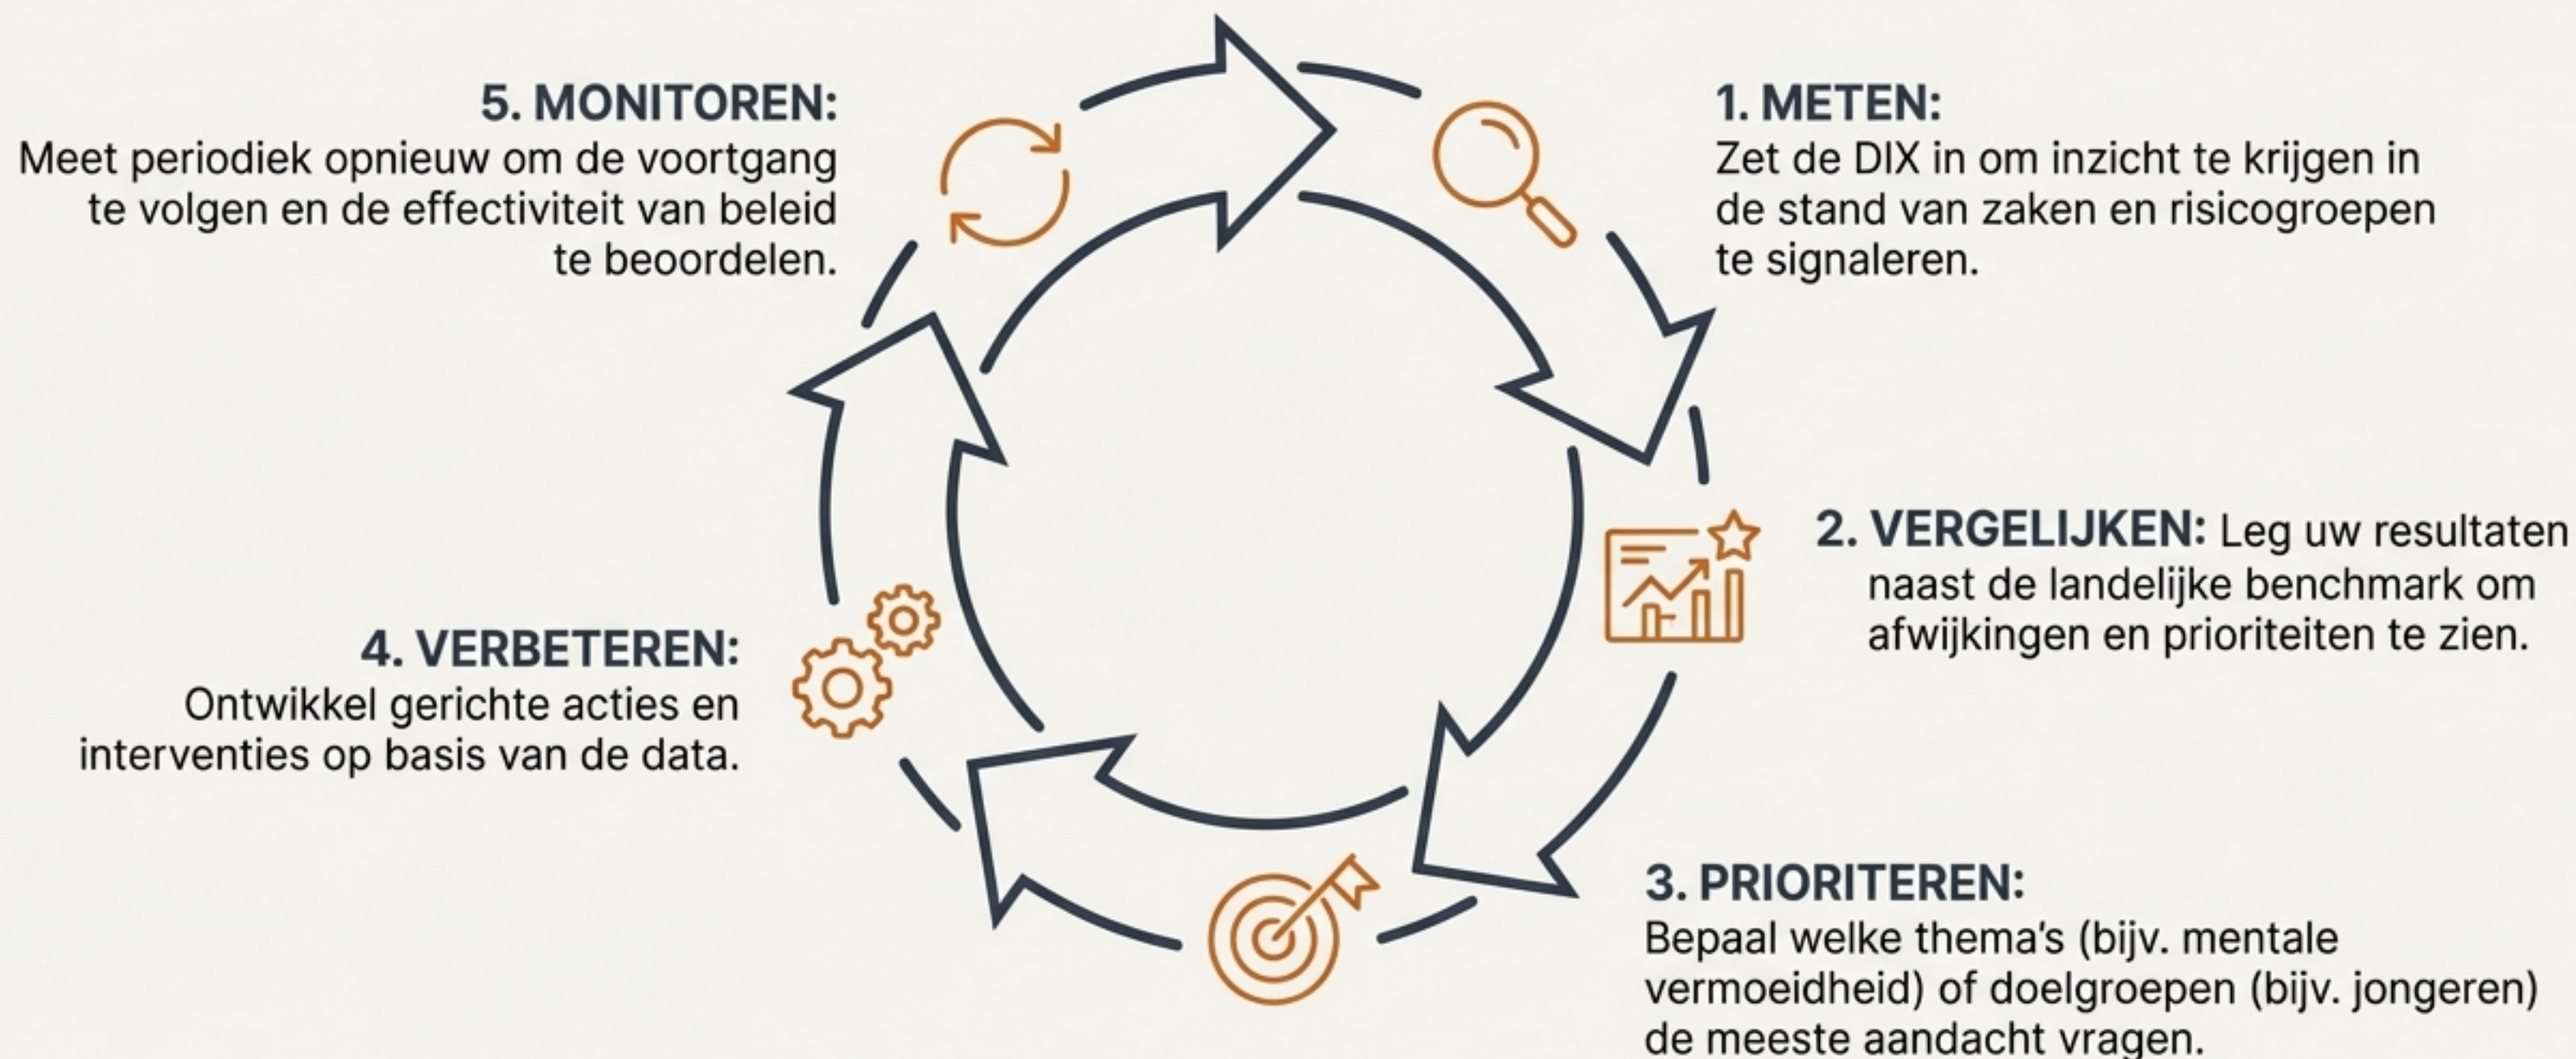 1. METEN:
Zet de DIX in om inzicht te krijgen in
de stand van zaken en risicogroepen
te signaleren.
2. VERGELIJKEN: Leg uw resultaten
naast de landelijke benchmark om
afwijkingen en prioriteiten te zien.
3. PRIORITEREN:
Bepaal welke thema's (bijv. mentale
vermoeidheid) of doelgroepen (bijv. jongeren)
de meeste aandacht vragen.
4. VERBETEREN:
Ontwikkel gerichte acties en
interventies op basis van de data.
5. MONITOREN:
Meet periodiek opnieuw om de voortgang
te volgen en de effectiviteit van beleid
te beoordelen.